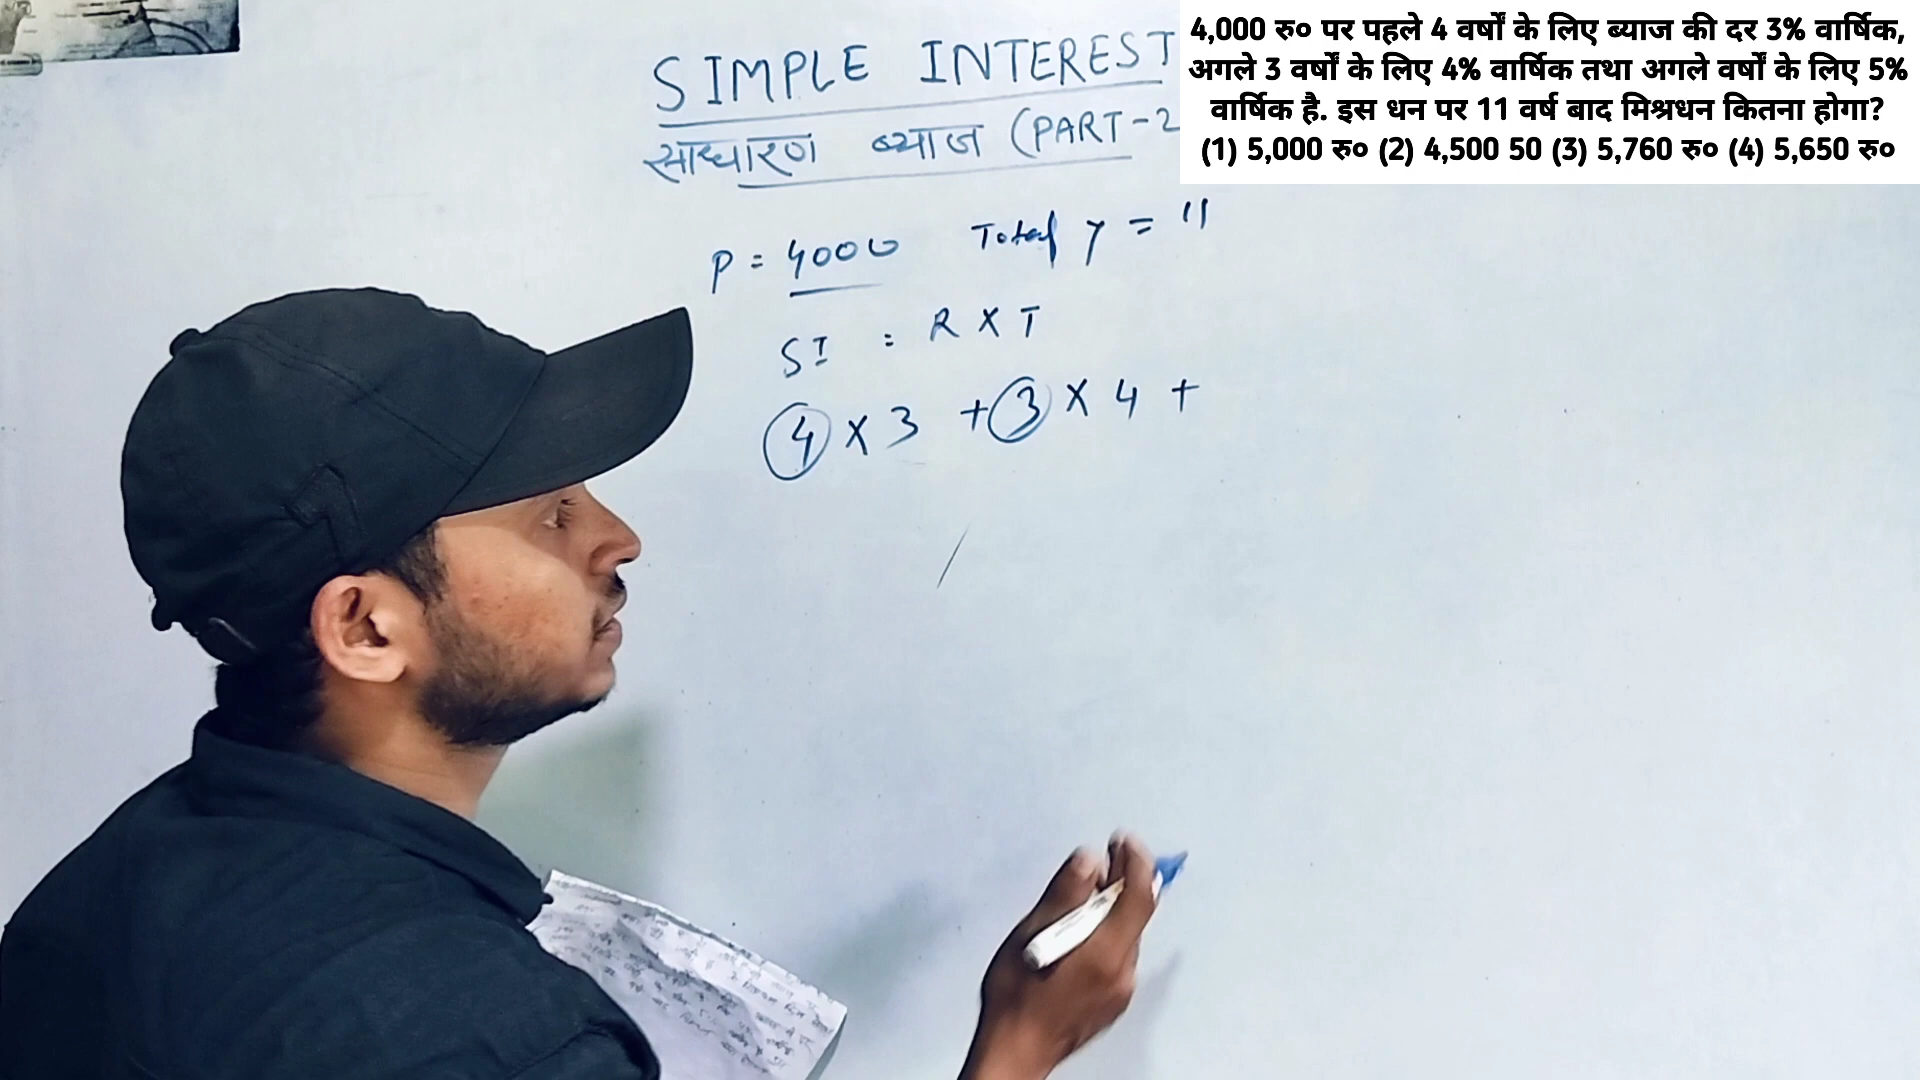 4,000 रु० पर पहले 4 वर्षों के लिए ब्याज की दर 3% वार्षिक,
अगले 3 वर्षों के लिए 4% वार्षिक तथा अगले वर्षों के लिए 5%
वार्षिक है. इस धन पर 11 वर्ष बाद मिश्रधन कितना होगा?
(1) 5,000 रु० (2) 4,500 50 (3) 5,760 रु० (4) 5,650 रु०
SIMPLE INTEREST
साधारण ब्याज (PART-2
P = 4000 Total Y = 11
SI = R X T
4 X 3 + 3 X 4 +